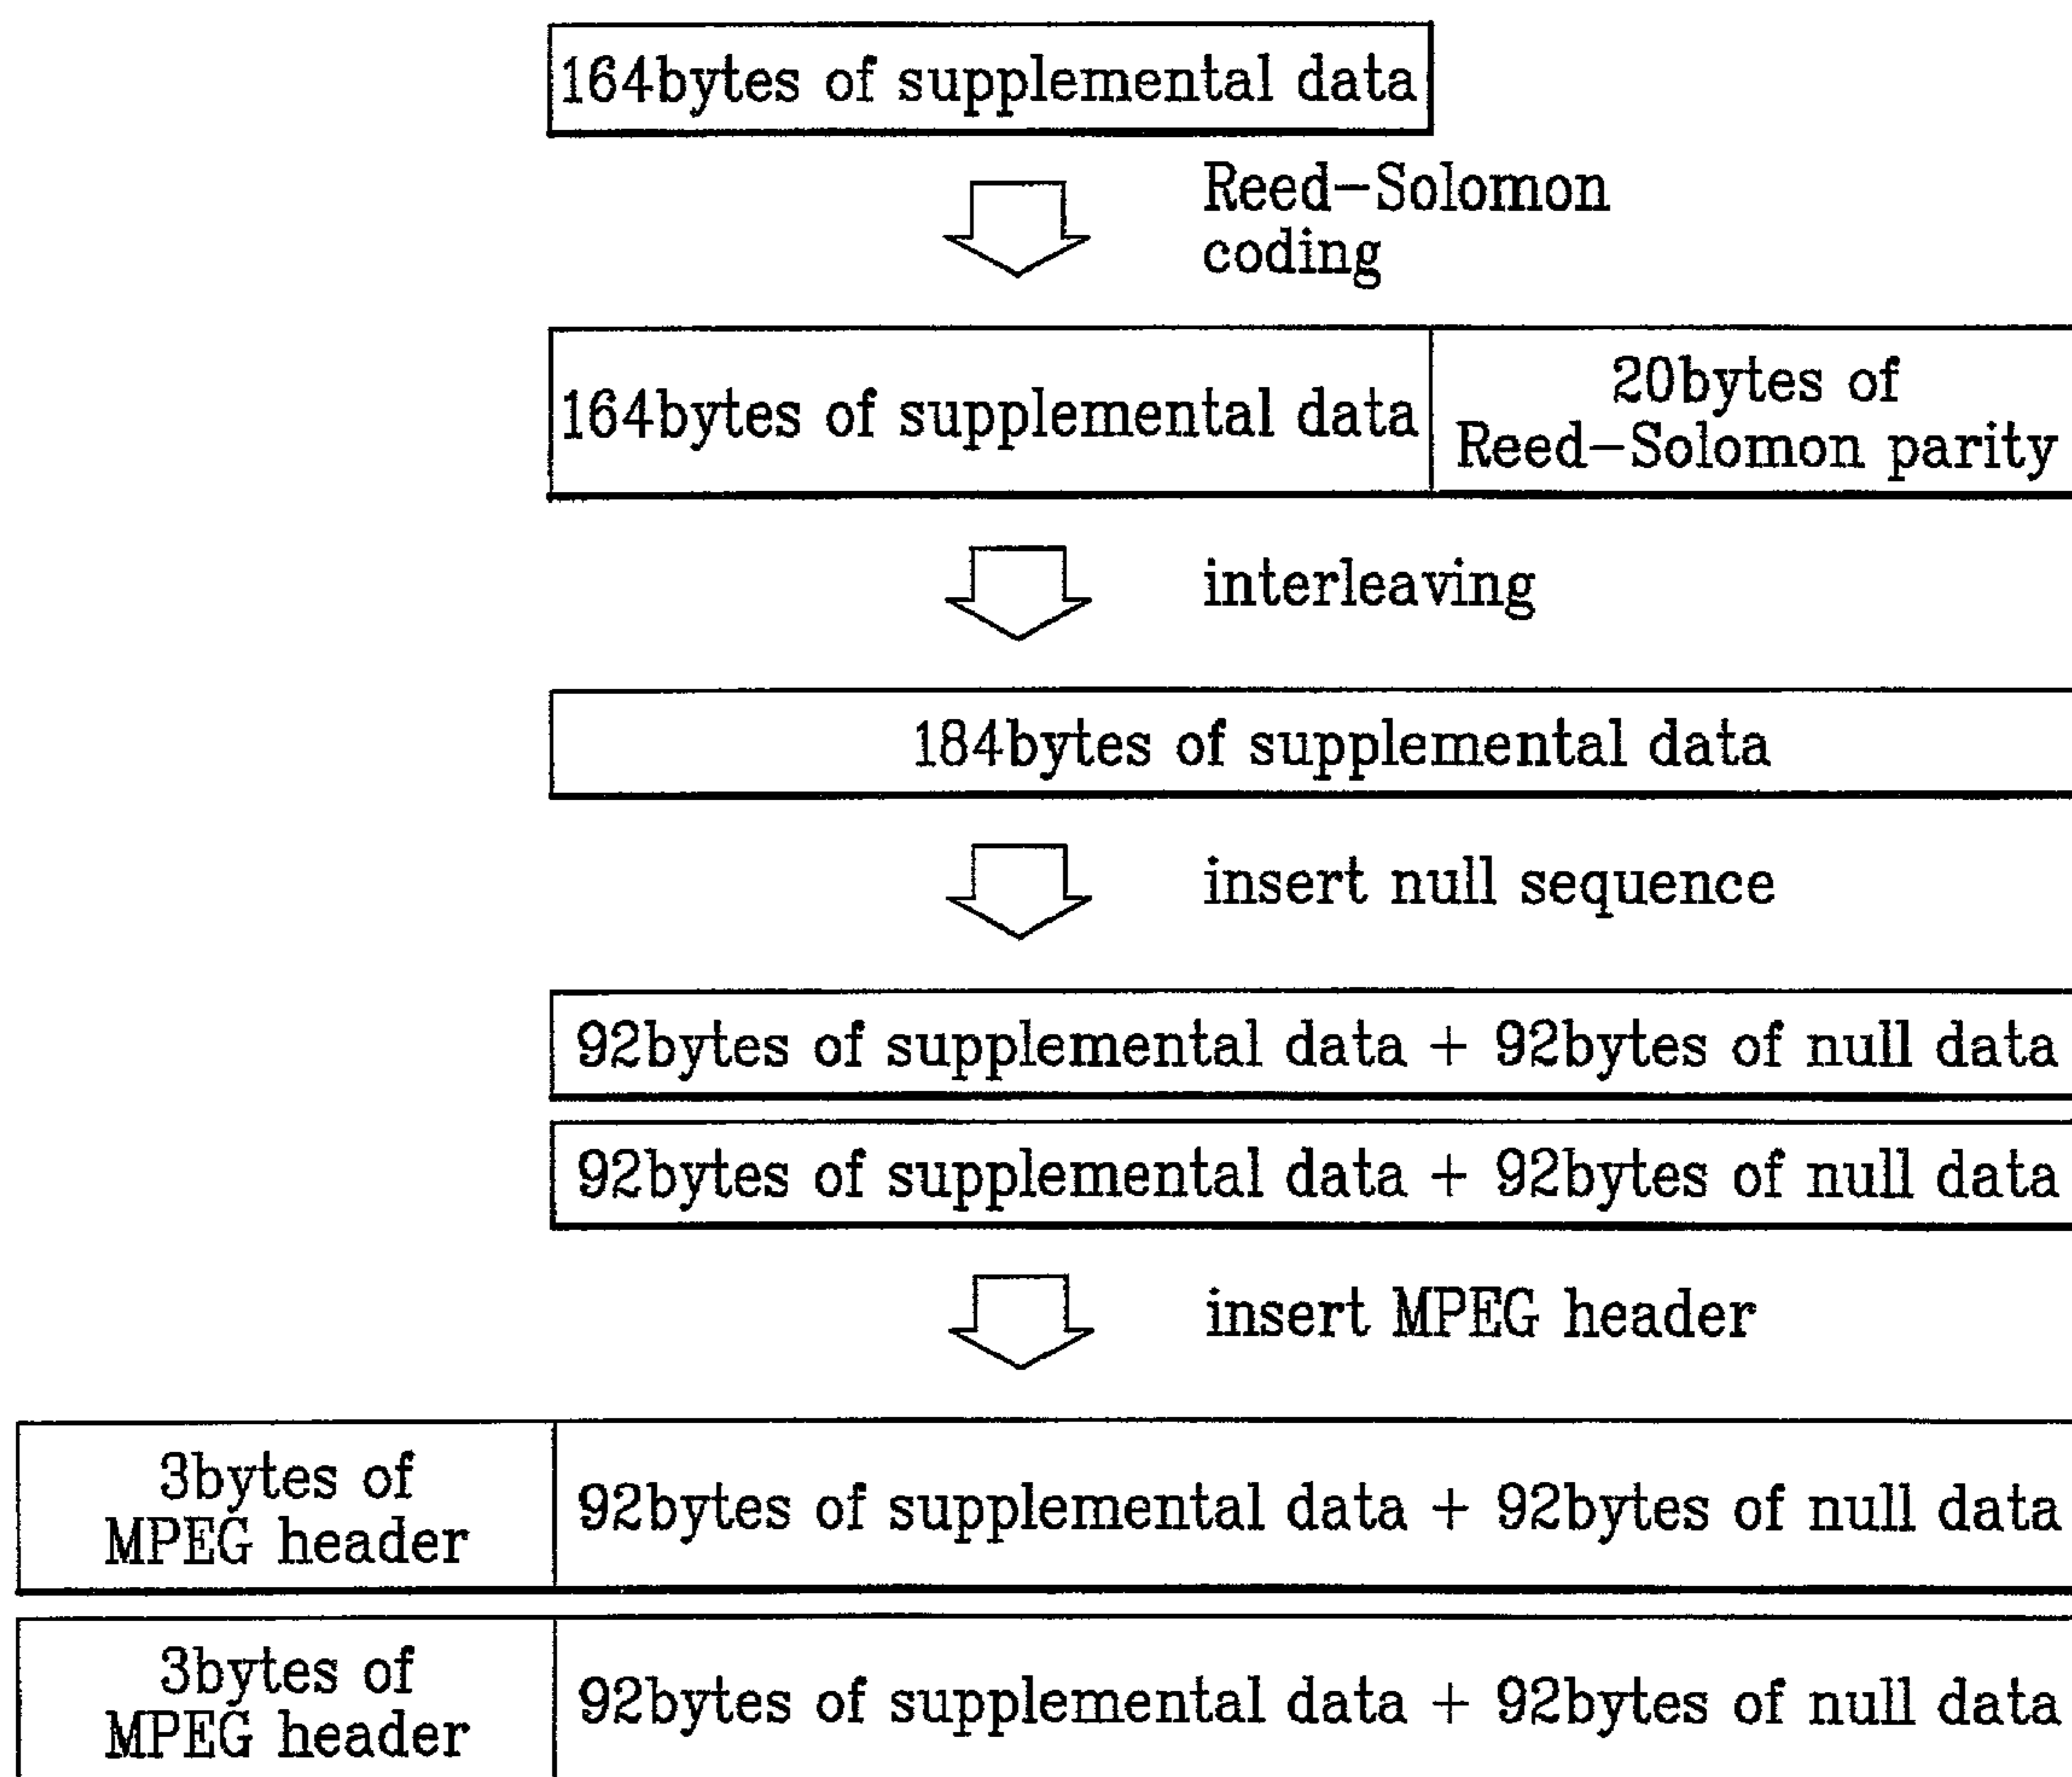 164bytes of supplemental data
Reed-Solomon
coding
164bytes of supplemental data
20bytes of
Reed-Solomon parity
interleaving
184bytes of supplemental data
insert null sequence
92bytes of supplemental data + 92bytes of null data
92bytes of supplemental data + 92bytes of null data
insert MPEG header
3bytes of
MPEG header
92bytes of supplemental data + 92bytes of null data
3bytes of
MPEG header
92bytes of supplemental data + 92bytes of null data